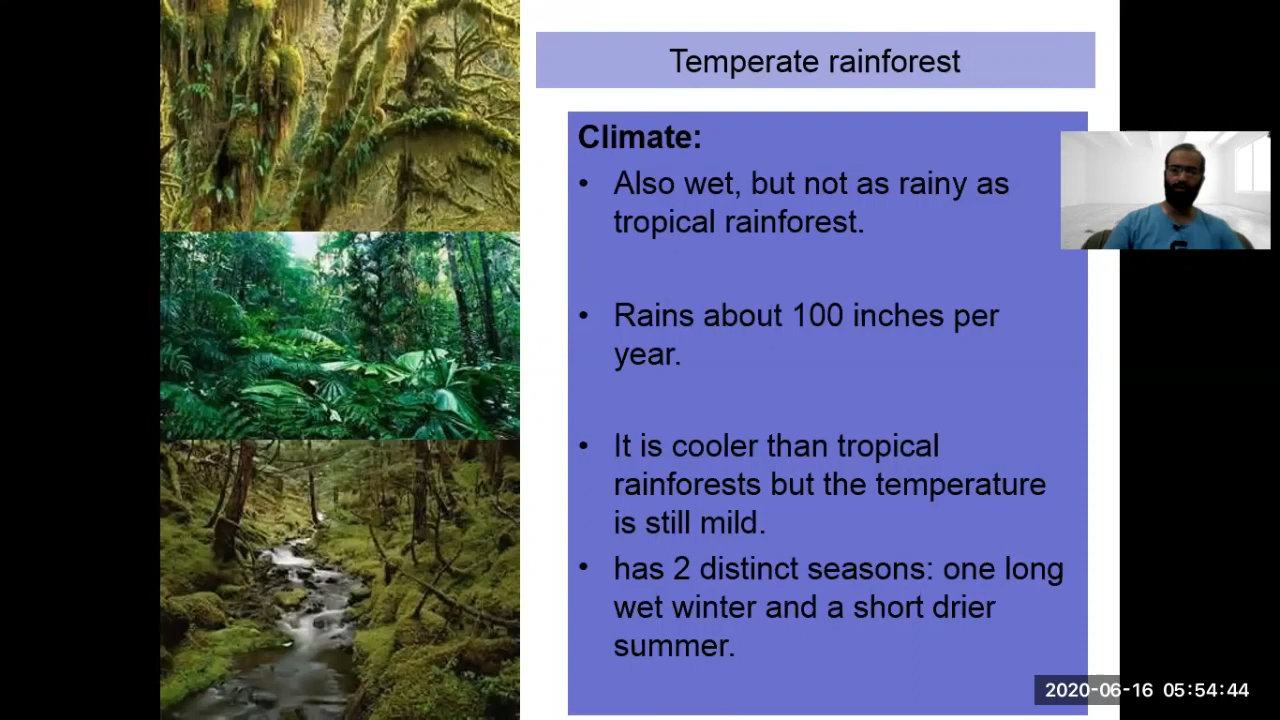 Temperate rainforest
Climate:
• Also wet, but not as rainy as
tropical rainforest.
• Rains about 100 inches per
year.
• It is cooler than tropical
rainforests but the temperature
is still mild.
• has 2 distinct seasons: one long
wet winter and a short drier
summer.
2020-06-16 05:54:44